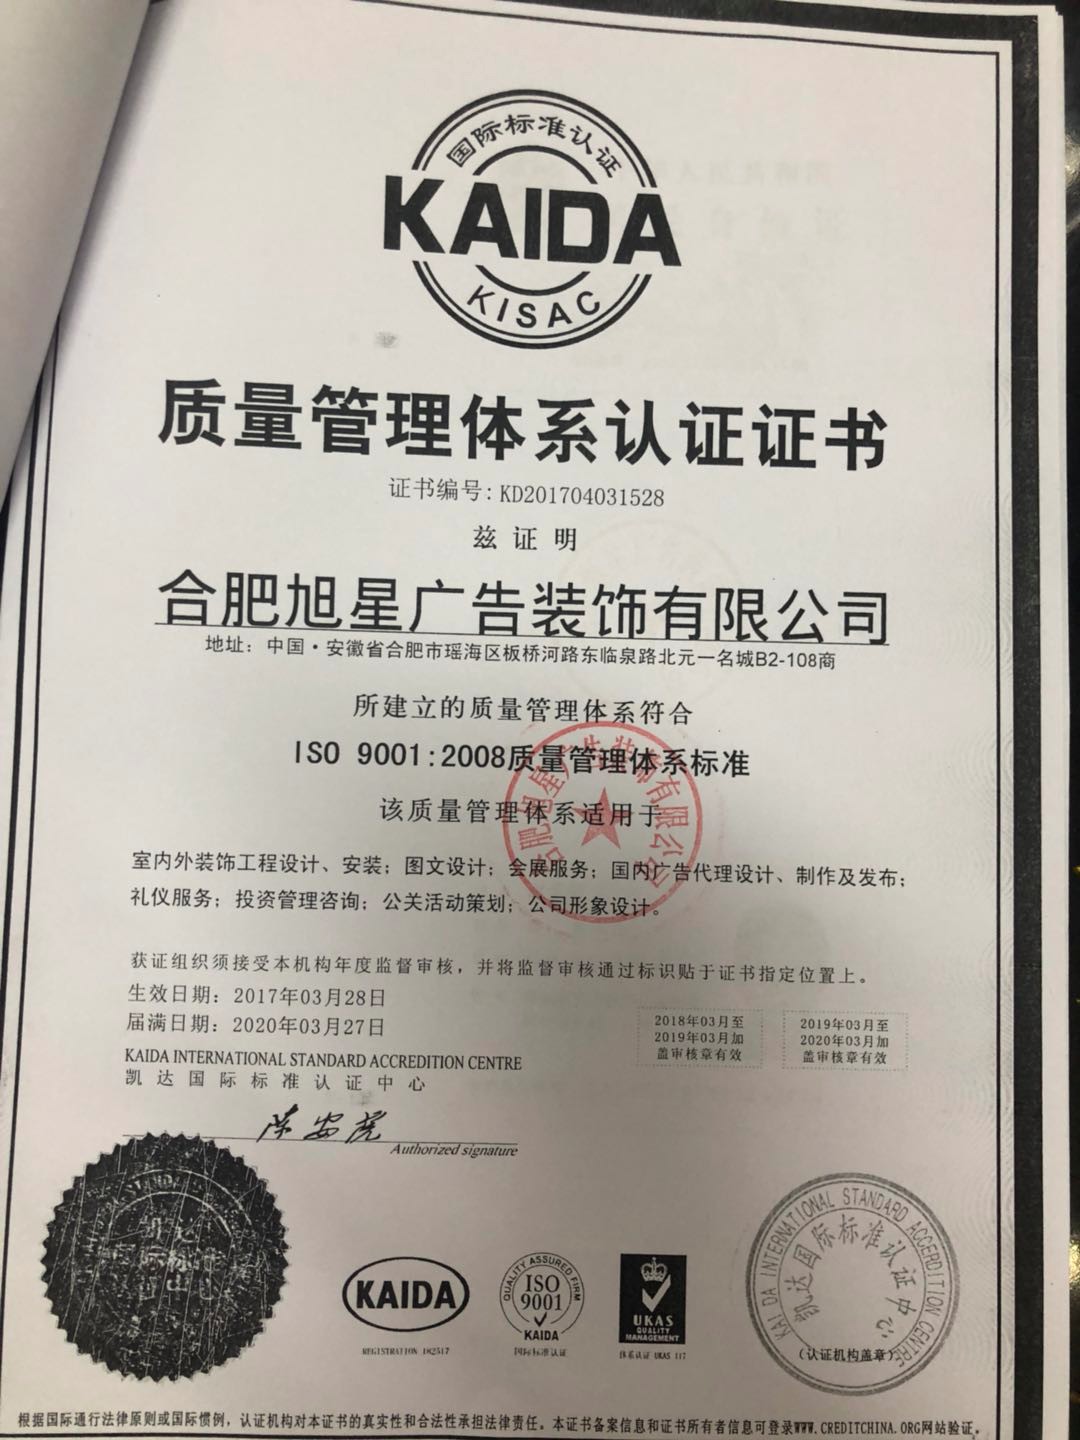 国际标准认证
KAIDA
KISAC
质量管理体系认证证书
证书编号：KD201704031528
兹证明
合肥旭星广告装饰有限公司
地址：中国·安徽省合肥市瑶海区板桥河路东临泉路北元一名城B2-108商
所建立的质量管理体系符合
ISO 9001:2008质量管理体系标准
该质量管理体系适用于
合肥旭星广告装饰有限公司
室内外装饰工程设计、安装；图文设计；会展服务；国内广告代理设计、制作及发布；
礼仪服务；投资管理咨询；公关活动策划；公司形象设计。
获证组织须接受本机构年度监督审核，并将监督审核通过标识贴于证书指定位置上。
生效日期：2017年03月28日
届满日期：2020年03月27日
2018年03月至
2019年03月加
盖审核章有效
2019年03月至
2020年03月加
盖审核章有效
KAIDA INTERNATIONAL STANDARD ACCREDITION CENTRE
凯达国际标准认证中心
Authorized signature
KAIDA
REGISTRATION 182517
QUALITY ASSURED FIRM
ISO
9001
KAIDA
国际标准认证
UKAS
QUALITY
MANAGEMENT
体系认证 UKAS 117
KAIDA INTERNATIONAL STANDARD ACCERDITION CENTRE
凯达国际标准认证中心
（认证机构盖章）
根据国际通行法律原则或国际惯例，认证机构对本证书的真实性和合法性承担法律责任。本证书备案信息和证书所有者信息可登录WWW.CREDITCHINA.ORG网站验证。